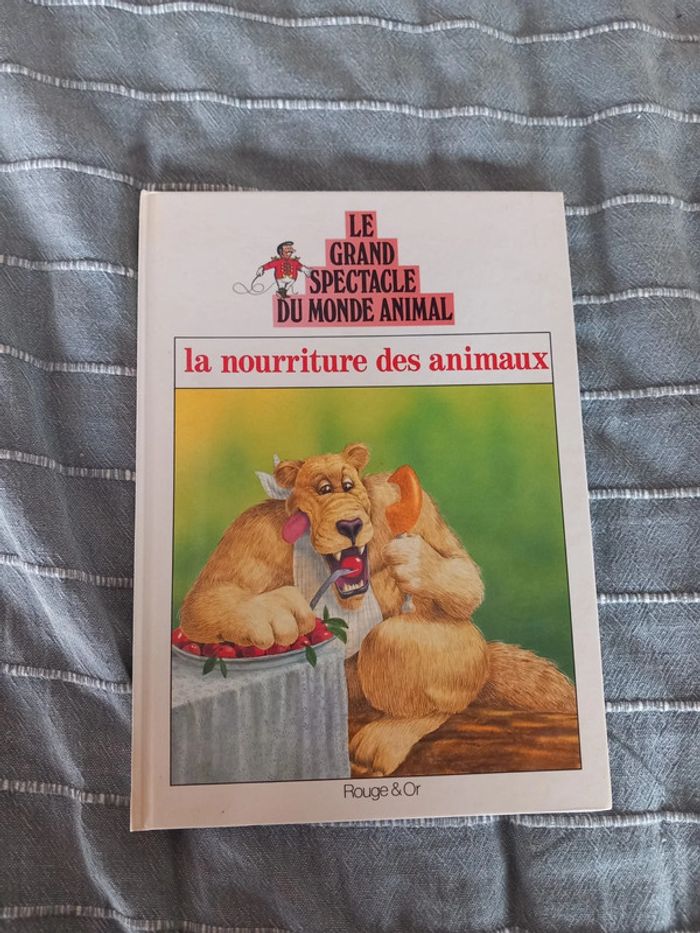 LE
GRAND
SPECTACLE
DU MONDE ANIMAL
la nourriture des animaux
Rouge & Or